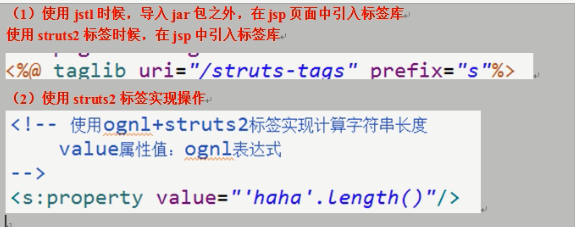 （1）使用 jstl 时候，导入 jar 包之外，在 jsp 页面中引入标签库
使用 struts2 标签时候，在 jsp 中引入标签库
<%@ taglib uri="/struts-tags" prefix="s"%>
（2）使用 struts2 标签实现操作
<!-- 使用ognl+struts2标签实现计算字符串长度
value属性值：ognl表达式
-->
<s:property value="'haha'.length()"/>